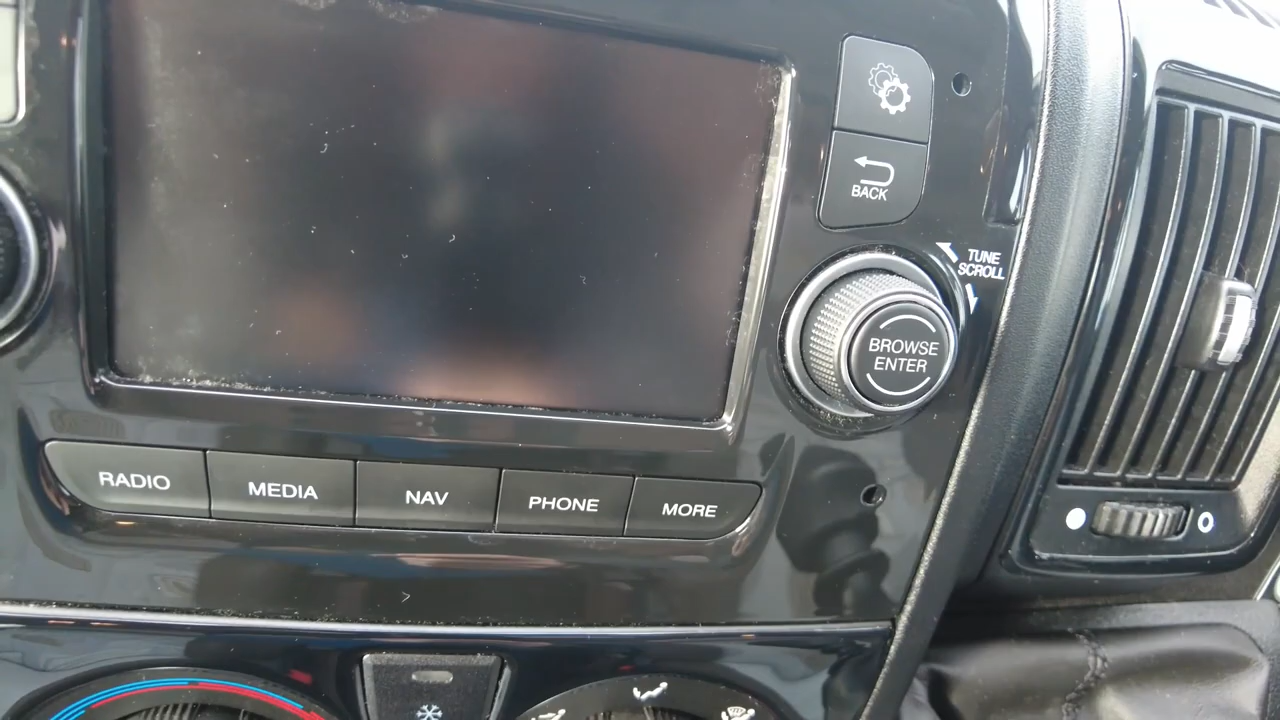 BACK
TUNE
SCROLL
BROWSE
ENTER
RADIO
MEDIA
NAV
PHONE
MORE